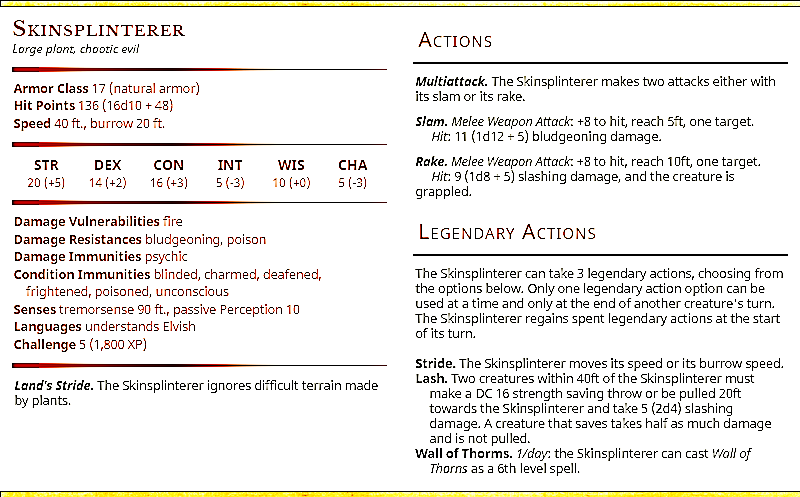 Skinsplinterer
Large plant, chaotic evil
Armor Class 17 (natural armor)
Hit Points 136 (16d10 + 48)
Speed 40 ft., burrow 20 ft.
STR DEX CON INT WIS CHA
20 (+5) 14 (+2) 16 (+3) 5 (-3) 10 (+0) 5 (-3)
Damage Vulnerabilities fire
Damage Resistances bludgeoning, poison
Damage Immunities psychic
Condition Immunities blinded, charmed, deafened,
frightened, poisoned, unconscious
Senses tremorsense 90 ft., passive Perception 10
Languages understands Elvish
Challenge 5 (1,800 XP)
Land's Stride. The Skinsplinterer ignores difficult terrain made
by plants.
Actions
Multiattack. The Skinsplinterer makes two attacks either with
its slam or its rake.
Slam. Melee Weapon Attack: +8 to hit, reach 5ft, one target.
Hit: 11 (1d12 + 5) bludgeoning damage.
Rake. Melee Weapon Attack: +8 to hit, reach 10ft, one target.
Hit: 9 (1d8 + 5) slashing damage, and the creature is
grappled.
Legendary Actions
The Skinsplinterer can take 3 legendary actions, choosing from
the options below. Only one legendary action option can be
used at a time and only at the end of another creature's turn.
The Skinsplinterer regains spent legendary actions at the start
of its turn.
Stride. The Skinsplinterer moves its speed or its burrow speed.
Lash. Two creatures within 40ft of the Skinsplinterer must
make a DC 16 strength saving throw or be pulled 20ft
towards the Skinsplinterer and take 5 (2d4) slashing
damage. A creature that saves takes half as much damage
and is not pulled.
Wall of Thorms. 1/day: the Skinsplinterer can cast Wall of
Thorns as a 6th level spell.